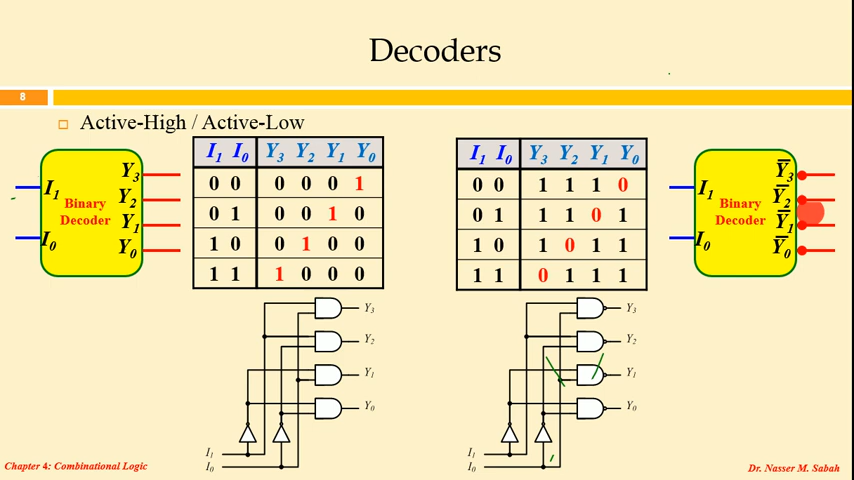 Decoders
8
Active-High / Active-Low
I1 I0 Y3 Y2 Y1 Y0
0 0 0 0 0 1
0 1 0 0 1 0
1 0 0 1 0 0
1 1 1 0 0 0
I1 I0 Y3 Y2 Y1 Y0
0 0 1 1 1 0
0 1 1 1 0 1
1 0 1 0 1 1
1 1 0 1 1 1
I1
I0
Binary
Decoder
Y3
Y2
Y1
Y0
I1
I0
Binary
Decoder
Y̅3
Y̅2
Y̅1
Y̅0
Y3
Y2
Y1
Y0
I1
I0
Y3
Y2
Y1
Y0
I1
I0
Chapter 4: Combinational Logic
Dr. Nasser M. Sabah